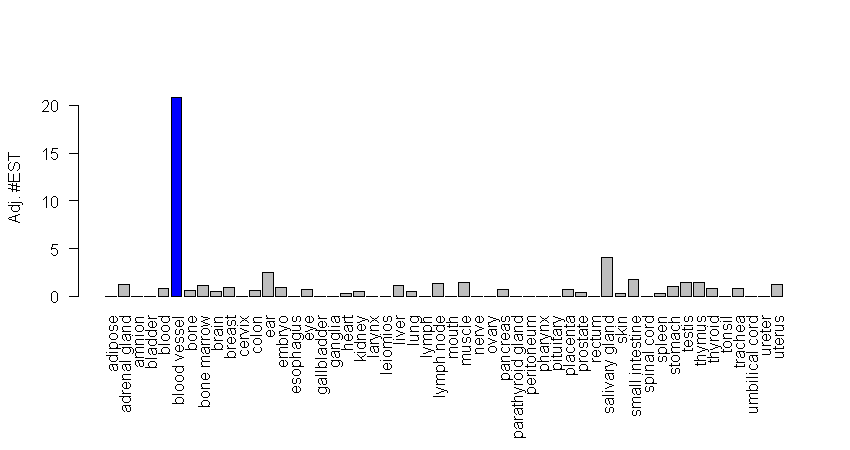 Adj. #EST
20
15
10
5
0
adipose
adrenal gland
amnion
bladder
blood
blood vessel
bone
bone marrow
brain
breast
cervix
colon
ear
embryo
esophagus
eye
gallbladder
ganglia
heart
kidney
larynx
leiomios
liver
lung
lymph
lymph node
mouth
muscle
nerve
ovary
pancreas
parathyroid gland
peritoneum
pharynx
pituitary
placenta
prostate
rectum
salivary gland
skin
small intestine
spinal cord
spleen
stomach
testis
thymus
thyroid
tonsil
trachea
umbilical cord
ureter
uterus